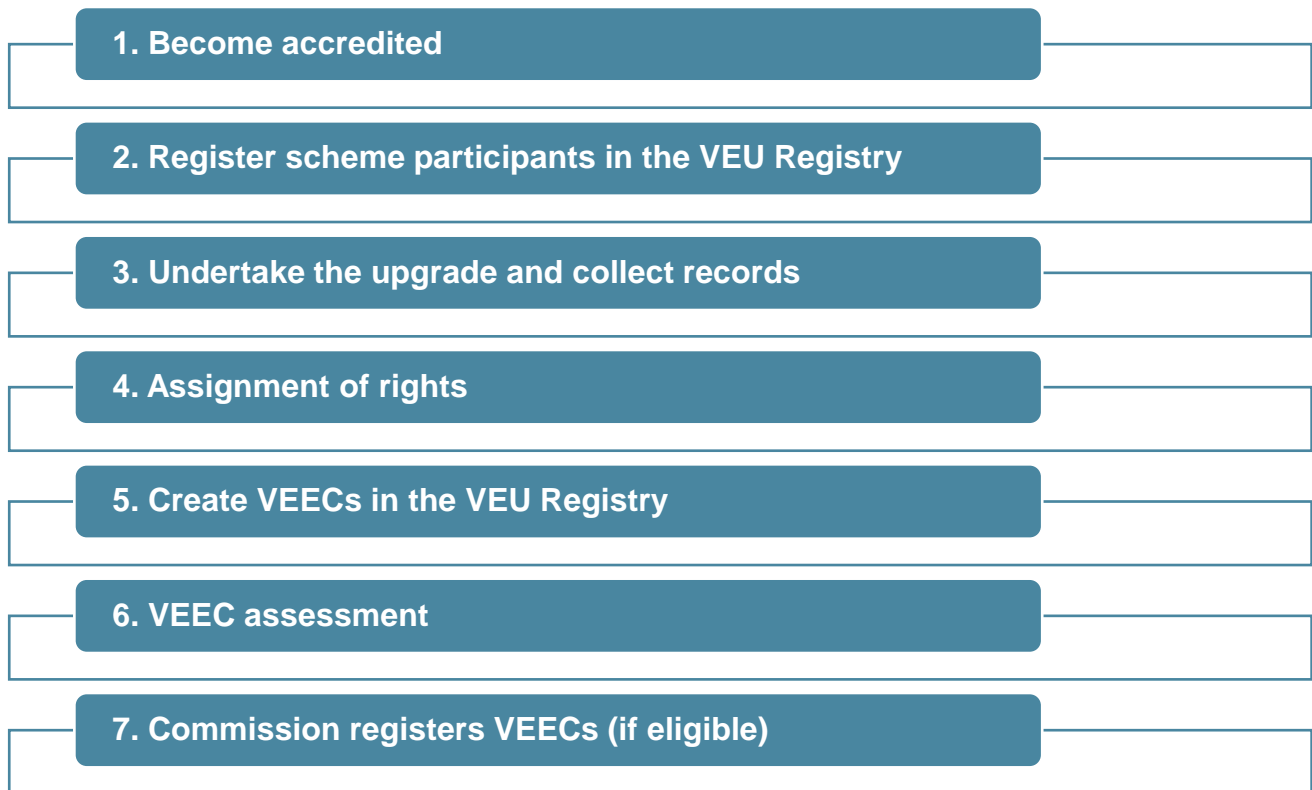 1. Become accredited
2. Register scheme participants in the VEU Registry
3. Undertake the upgrade and collect records
4. Assignment of rights
5. Create VEECs in the VEU Registry
6. VEEC assessment
7. Commission registers VEECs (if eligible)